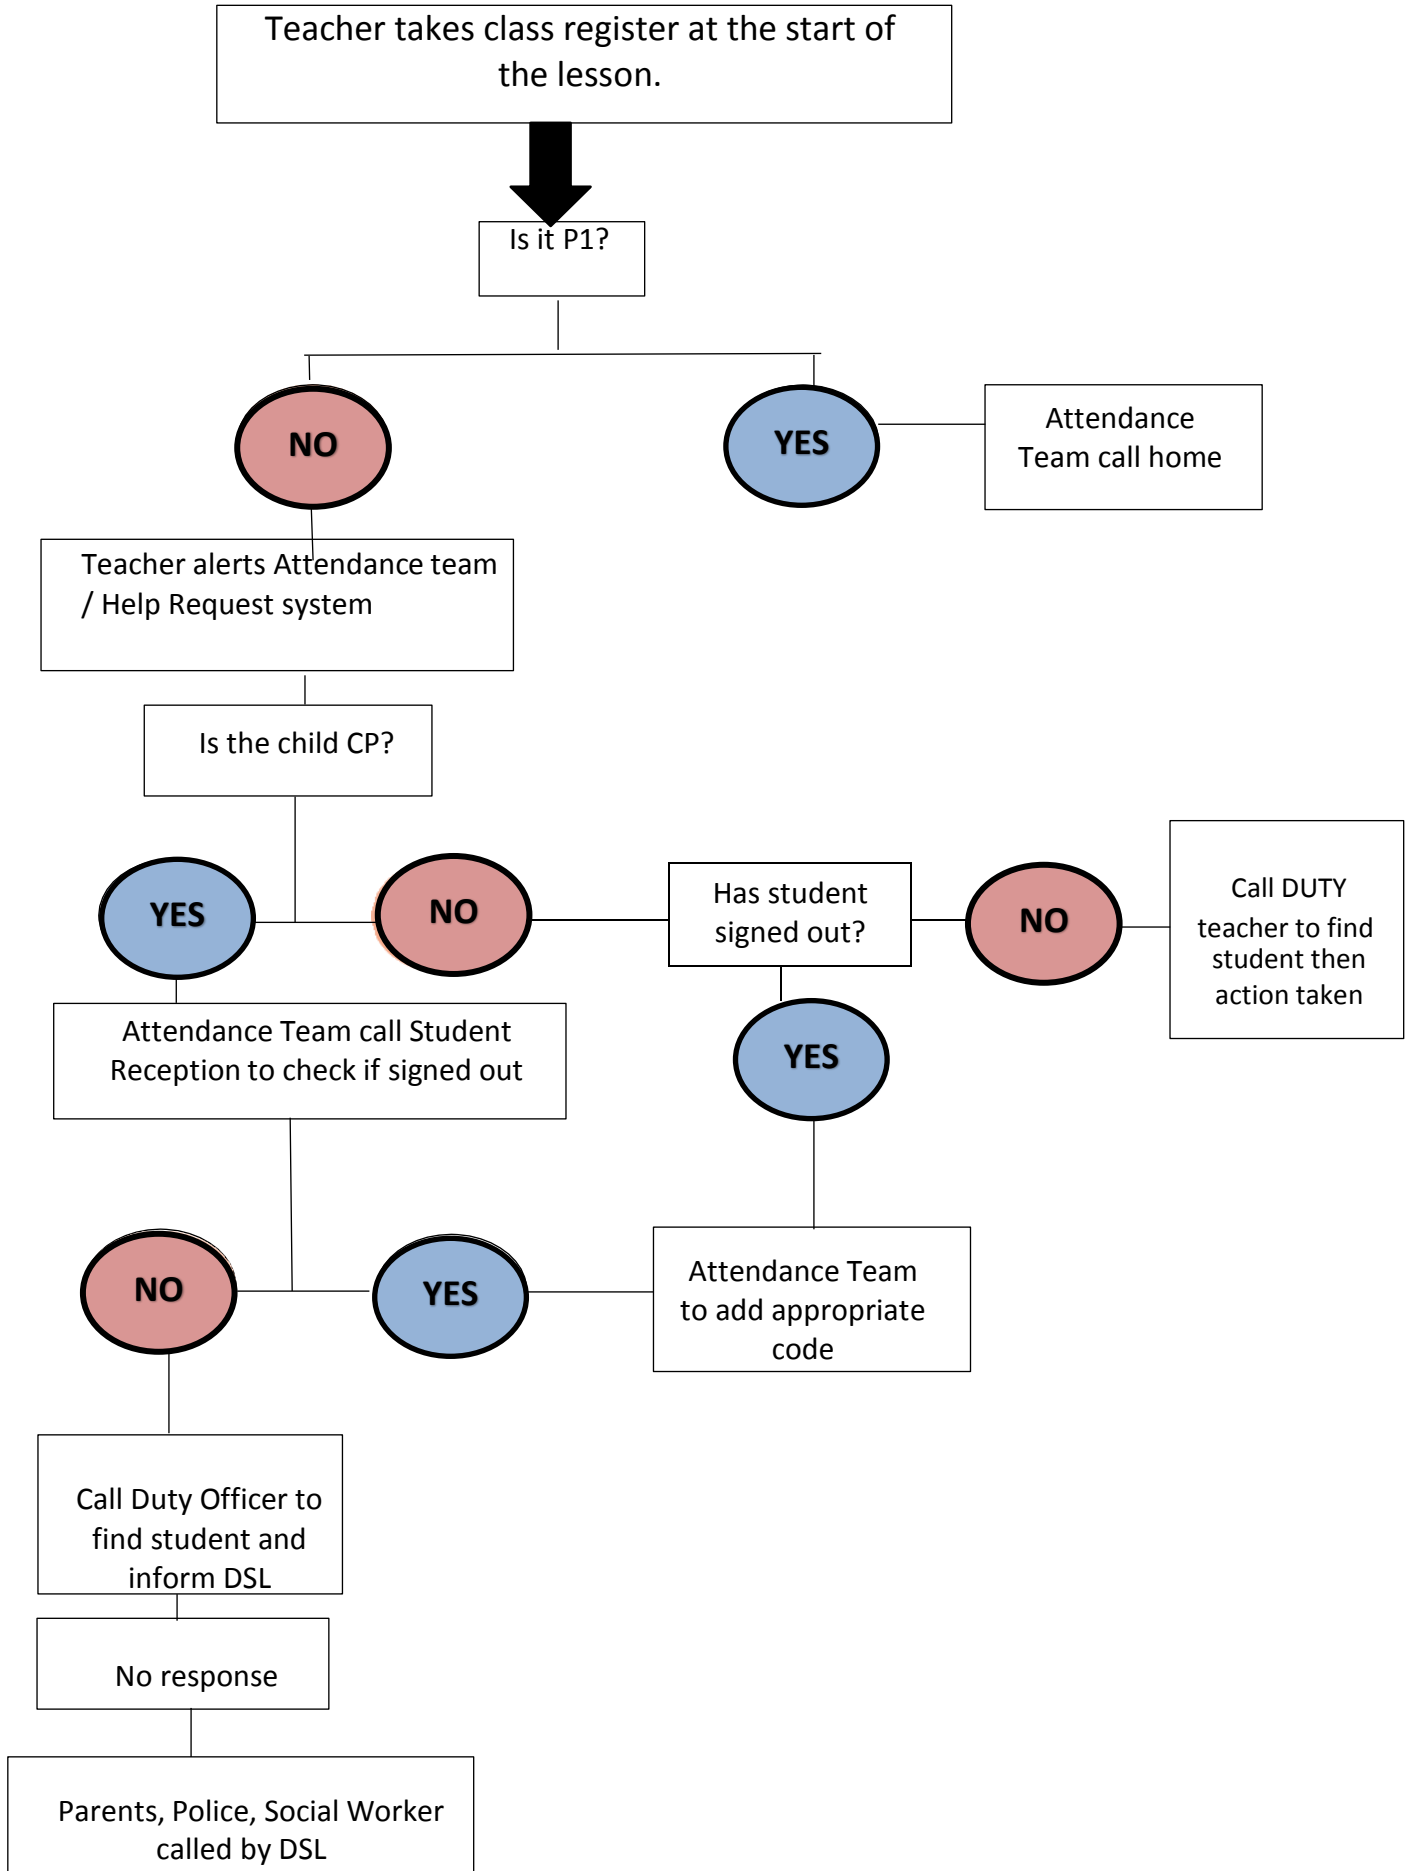 Teacher takes class register at the start of
the lesson.
Is it P1?
NO
YES
Attendance
Team call home
Teacher alerts Attendance team
/ Help Request system
Is the child CP?
YES
NO
Has student
signed out?
NO
Call DUTY
teacher to find
student then
action taken
Attendance Team call Student
Reception to check if signed out
YES
NO
YES
Attendance Team
to add appropriate
code
Call Duty Officer to
find student and
inform DSL
No response
Parents, Police, Social Worker
called by DSL